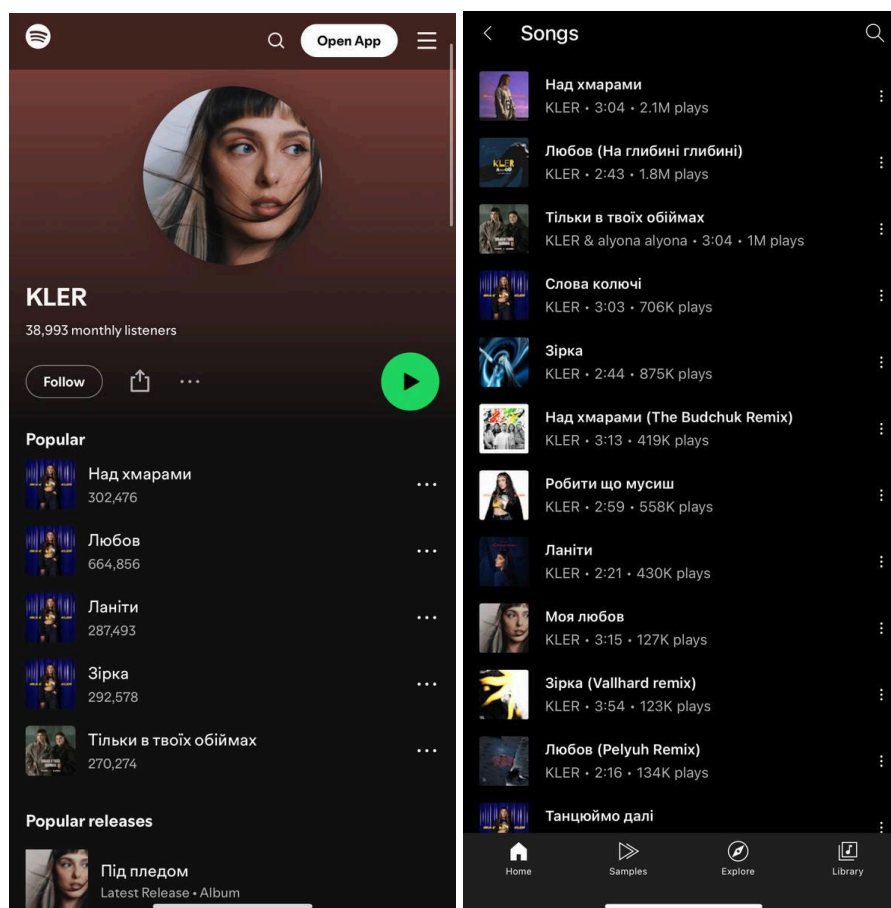 Open App
KLER
38,993 monthly listeners
Follow
Popular
Над хмарами
302,476
Любов
664,856
Ланіти
287,493
Зірка
292,578
Тільки в твоїх обіймах
270,274
Popular releases
Під пледом
Latest Release • Album
Songs
Над хмарами
KLER • 3:04 • 2.1M plays
Любов (На глибині глибині)
KLER • 2:43 • 1.8M plays
Тільки в твоїх обіймах
KLER & alyona alyona • 3:04 • 1M plays
Слова колючі
KLER • 3:03 • 706K plays
Зірка
KLER • 2:44 • 875K plays
Над хмарами (The Budchuk Remix)
KLER • 3:13 • 419K plays
Робити що мусиш
KLER • 2:59 • 558K plays
Ланіти
KLER • 2:21 • 430K plays
Моя любов
KLER • 3:15 • 127K plays
Зірка (Vallhard remix)
KLER • 3:54 • 123K plays
Любов (Pelyuh Remix)
KLER • 2:16 • 134K plays
Танцюймо далі
Home
Samples
Explore
Library